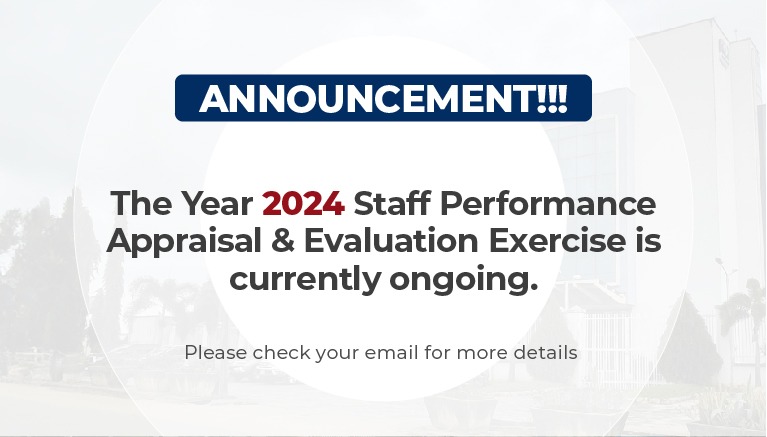 ANNOUNCEMENT!!!
The Year 2024 Staff Performance
Appraisal & Evaluation Exercise is
currently ongoing.
Please check your email for more details